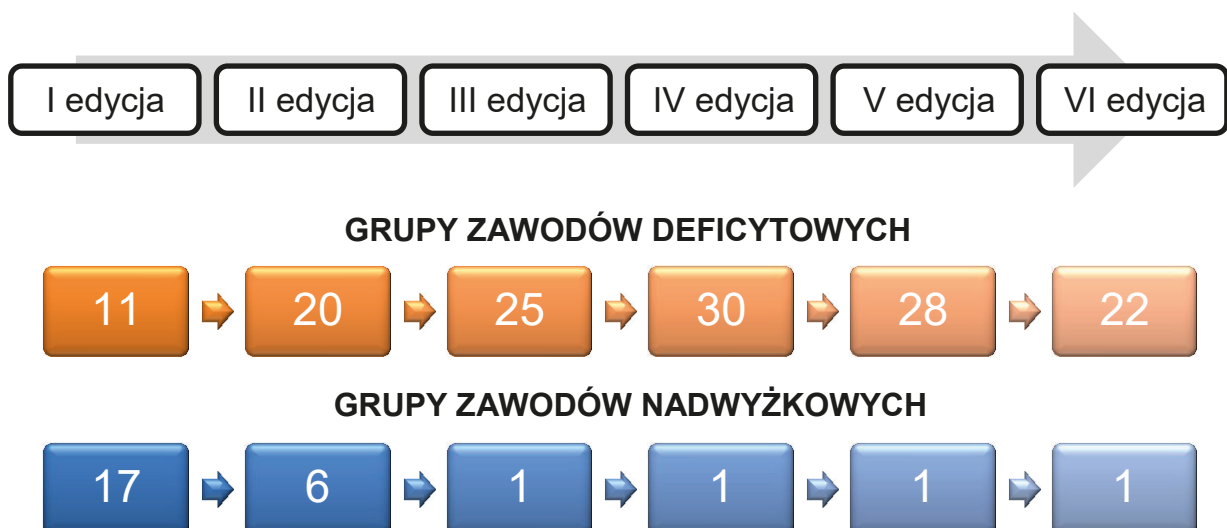 I edycja II edycja III edycja IV edycja V edycja VI edycja
GRUPY ZAWODÓW DEFICYTOWYCH
11 20 25 30 28 22
GRUPY ZAWODÓW NADWYŻKOWYCH
17 6 1 1 1 1